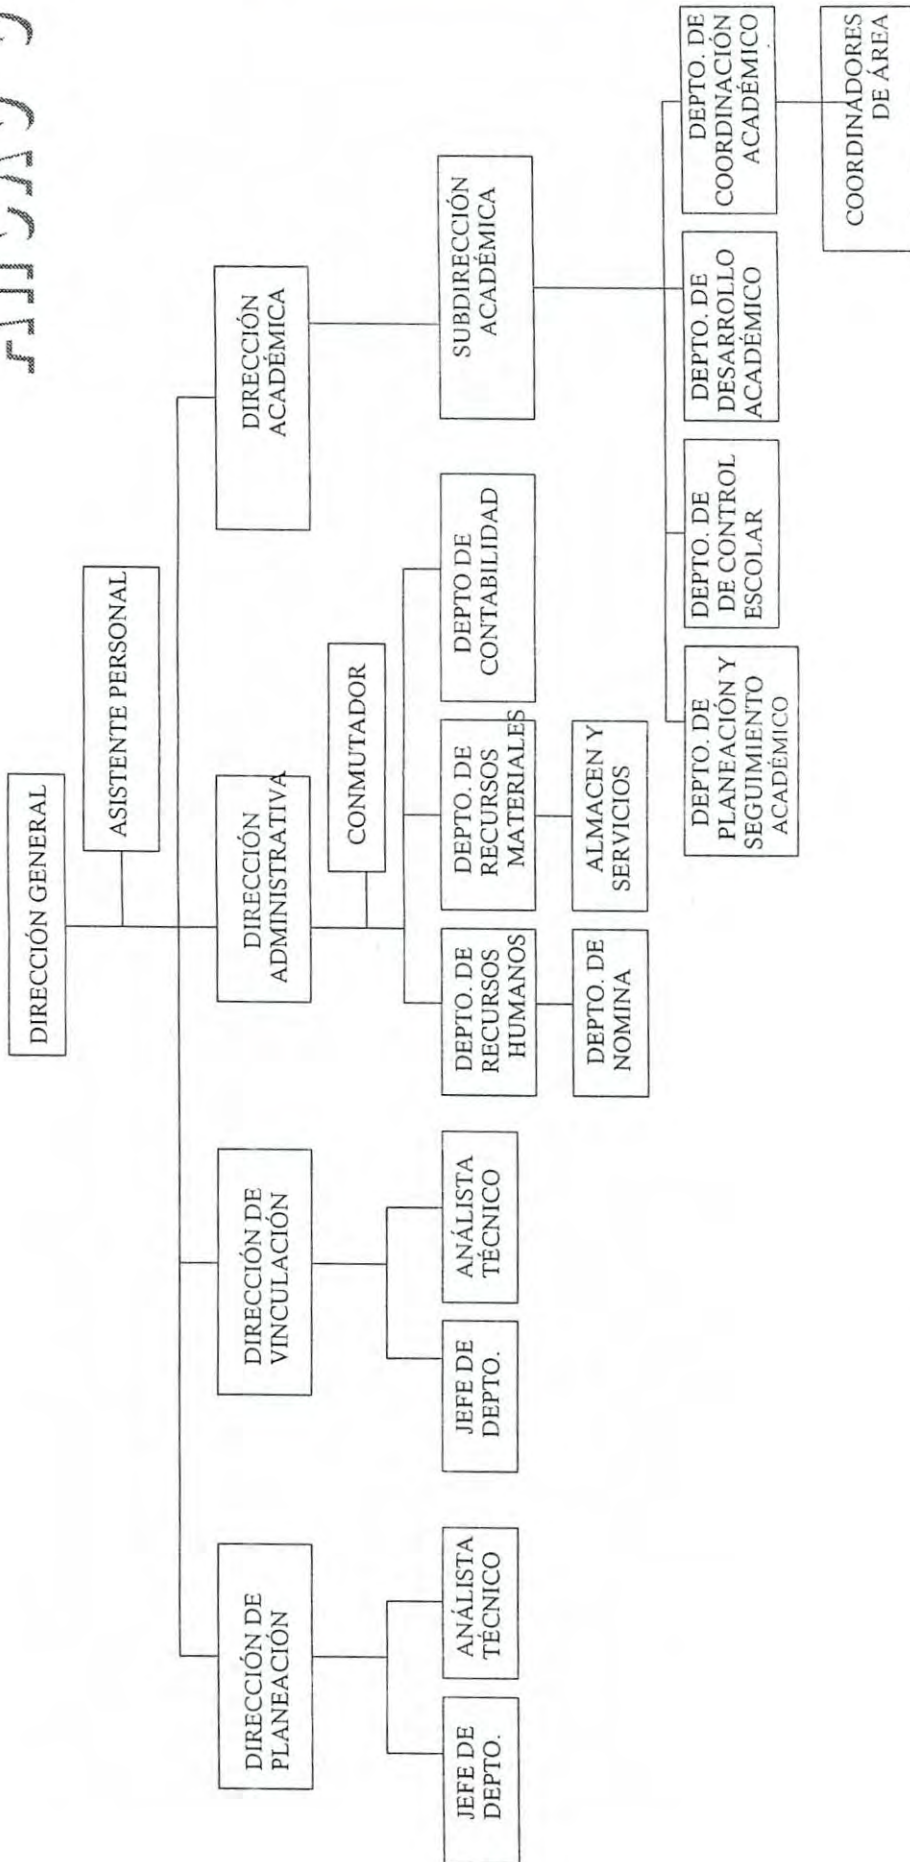 DIRECCIÓN GENERAL
ASISTENTE PERSONAL
DIRECCIÓN DE
PLANEACIÓN
DIRECCIÓN DE
VINCULACIÓN
DIRECCIÓN
ADMINISTRATIVA
DIRECCIÓN
ACADÉMICA
CONMUTADOR
JEFE DE
DEPTO.
ANÁLISTA
TÉCNICO
JEFE DE
DEPTO.
ANÁLISTA
TÉCNICO
DEPTO. DE
RECURSOS
HUMANOS
DEPTO. DE
RECURSOS
MATERIALES
DEPTO DE
CONTABILIDAD
SUBDIRECCIÓN
ACADÉMICA
DEPTO. DE
NOMINA
ALMACEN Y
SERVICIOS
DEPTO. DE
PLANEACIÓN Y
SEGUIMIENTO
ACADÉMICO
DEPTO. DE
DE CONTROL
ESCOLAR
DEPTO. DE
DESARROLLO
ACADÉMICO
DEPTO. DE
COORDINACIÓN
ACADÉMICO
COORDINADORES
DE ÁREA